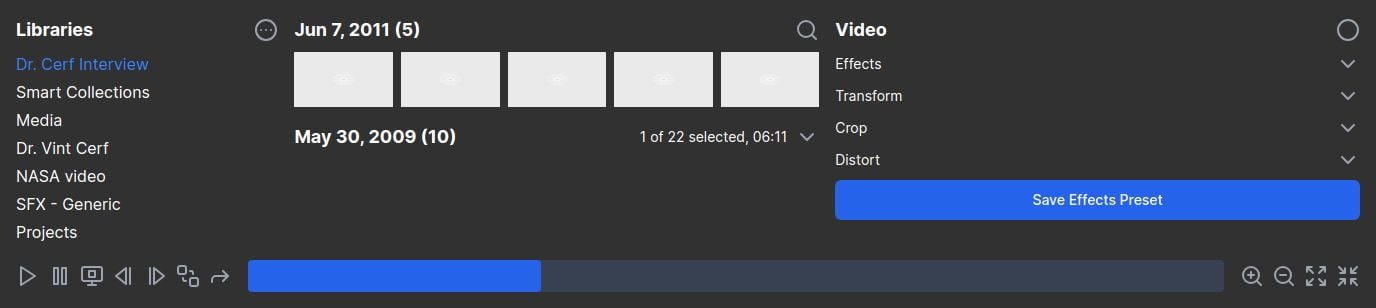 Libraries
Dr. Cerf Interview
Smart Collections
Media
Dr. Vint Cerf
NASA video
SFX - Generic
Projects
Jun 7, 2011 (5)
May 30, 2009 (10)
1 of 22 selected, 06:11
Video
Effects
Transform
Crop
Distort
Save Effects Preset